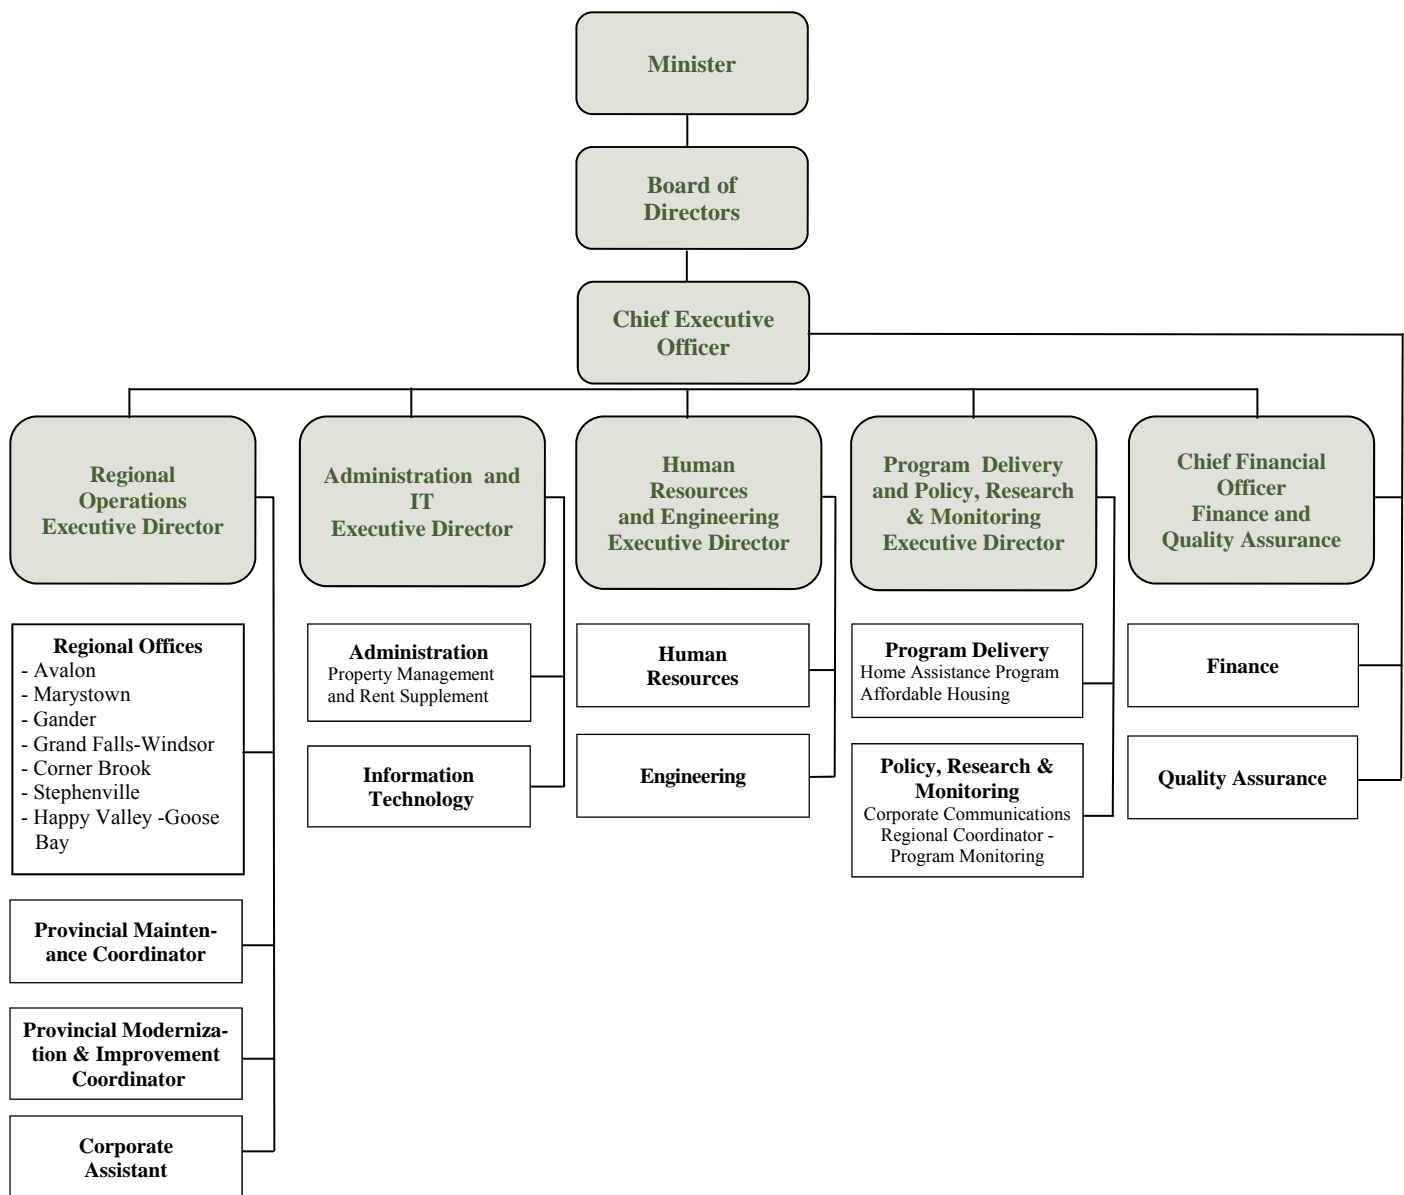 Minister
Board of
Directors
Chief Executive
Officer
Regional
Operations
Executive Director
Administration and
IT
Executive Director
Human
Resources
and Engineering
Executive Director
Program Delivery
and Policy, Research
& Monitoring
Executive Director
Chief Financial
Officer
Finance and
Quality Assurance
Regional Offices
- Avalon
- Marystown
- Gander
- Grand Falls-Windsor
- Corner Brook
- Stephenville
- Happy Valley -Goose
Bay
Provincial Mainten-
ance Coordinator
Provincial Moderniza-
tion & Improvement
Coordinator
Corporate
Assistant
Administration
Property Management
and Rent Supplement
Information
Technology
Human
Resources
Engineering
Program Delivery
Home Assistance Program
Affordable Housing
Policy, Research &
Monitoring
Corporate Communications
Regional Coordinator -
Program Monitoring
Finance
Quality Assurance